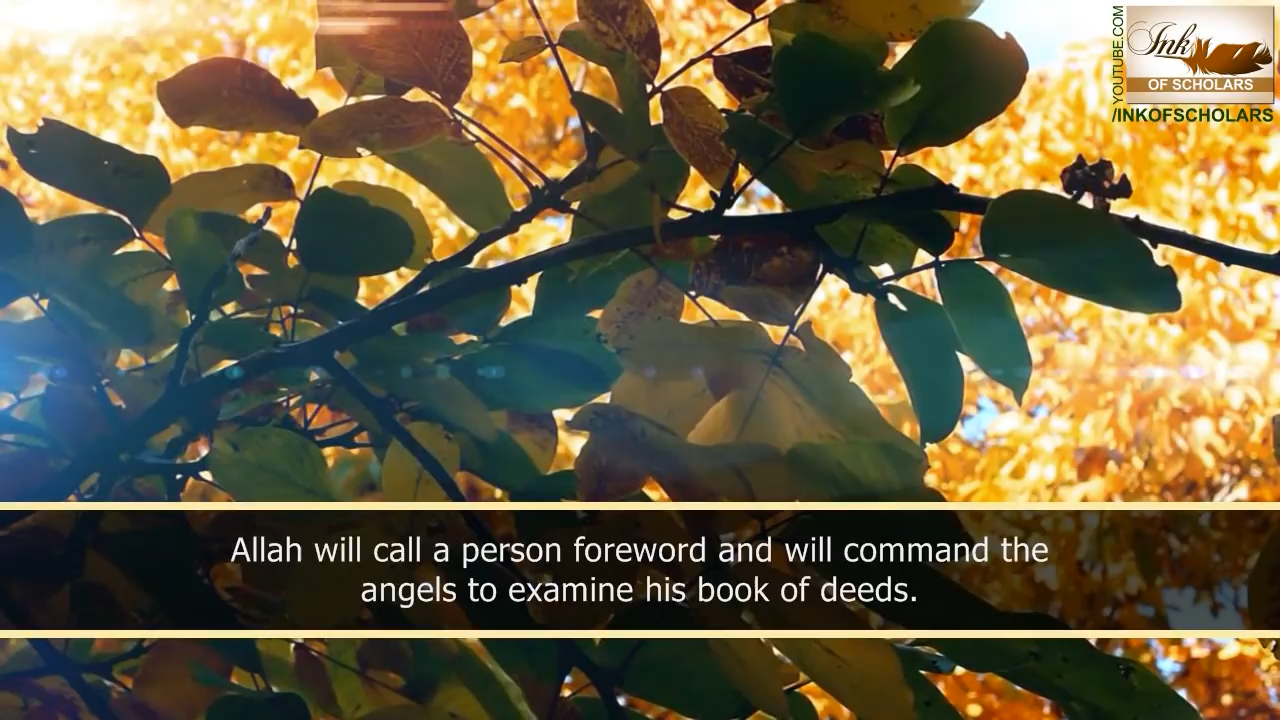 YOUTUBE.COM
Ink
OF SCHOLARS
/INKOFSCHOLARS
Allah will call a person foreword and will command the
angels to examine his book of deeds.